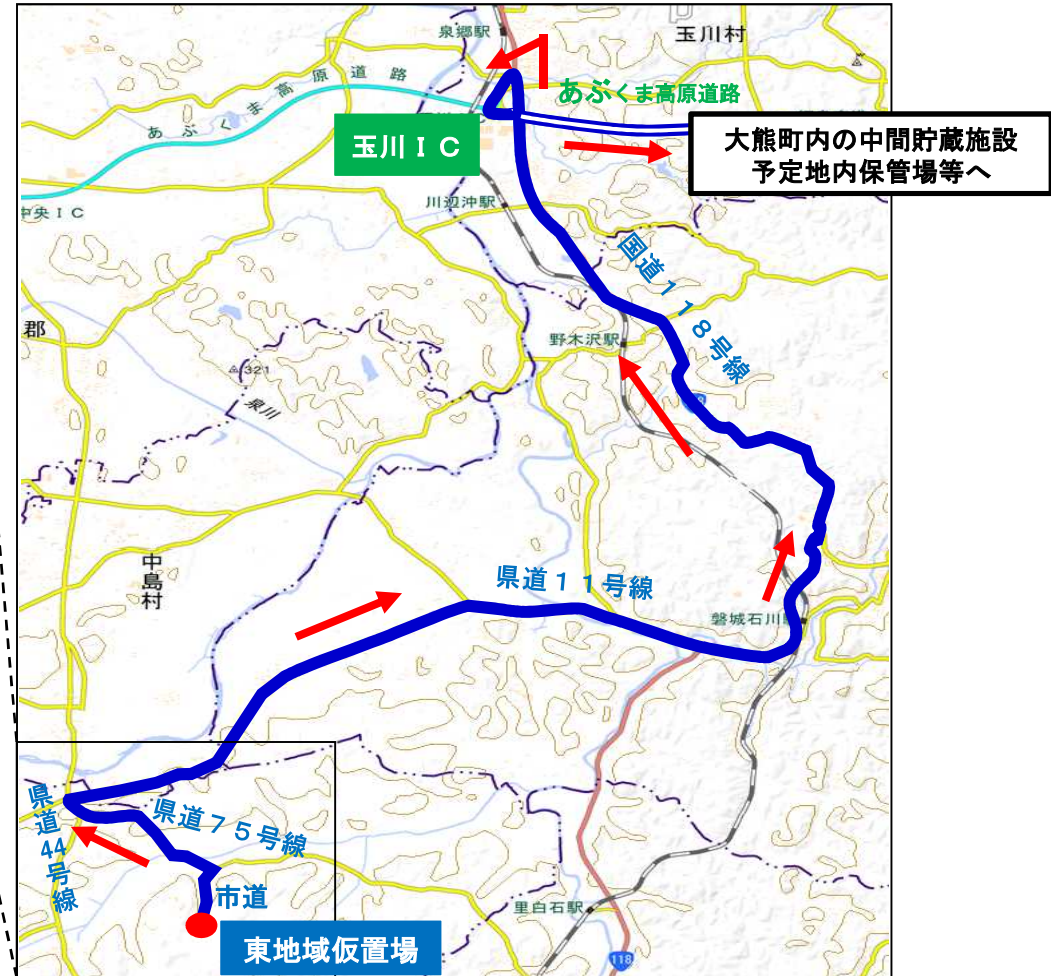 泉郷駅
玉川村
あぶくま高原道路
あぶくま高原道路
玉川ＩＣ
大熊町内の中間貯蔵施設
予定地内保管場等へ
川辺沖駅
中央ＩＣ
国道１１８号線
郡
野木沢駅
321
泉川
中島村
県道１１号線
磐城石川駅
県道44号線
県道７５号線
市道
東地域仮置場
里白石駅
118